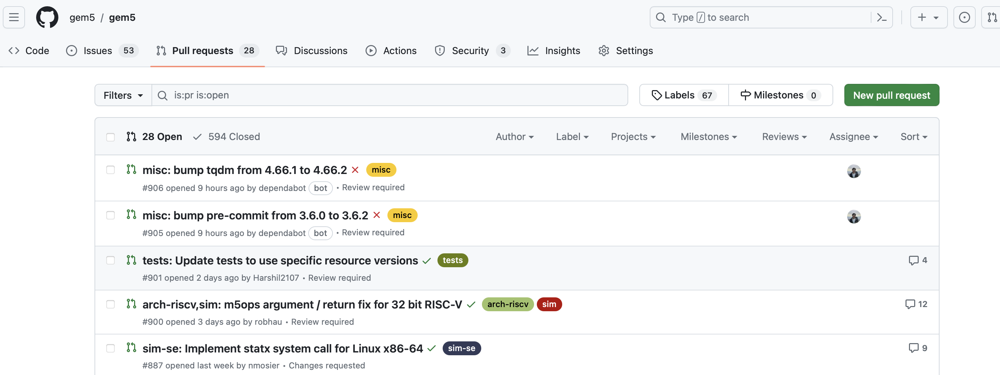 gem5 / gem5
Type / to search
Code
Issues 53
Pull requests 28
Discussions
Actions
Security 3
Insights
Settings
Filters
is:pr is:open
Labels 67
Milestones 0
New pull request
28 Open
594 Closed
Author
Label
Projects
Milestones
Reviews
Assignee
Sort
misc: bump tqdm from 4.66.1 to 4.66.2 misc
#906 opened 9 hours ago by dependabot bot • Review required
misc: bump pre-commit from 3.6.0 to 3.6.2 misc
#905 opened 9 hours ago by dependabot bot • Review required
tests: Update tests to use specific resource versions tests 4
#901 opened 2 days ago by Harshil2107 • Review required
arch-riscv,sim: m5ops argument / return fix for 32 bit RISC-V arch-riscv sim 12
#900 opened 3 days ago by robhau • Review required
sim-se: Implement statx system call for Linux x86-64 sim-se 9
#887 opened last week by nmosier • Changes requested